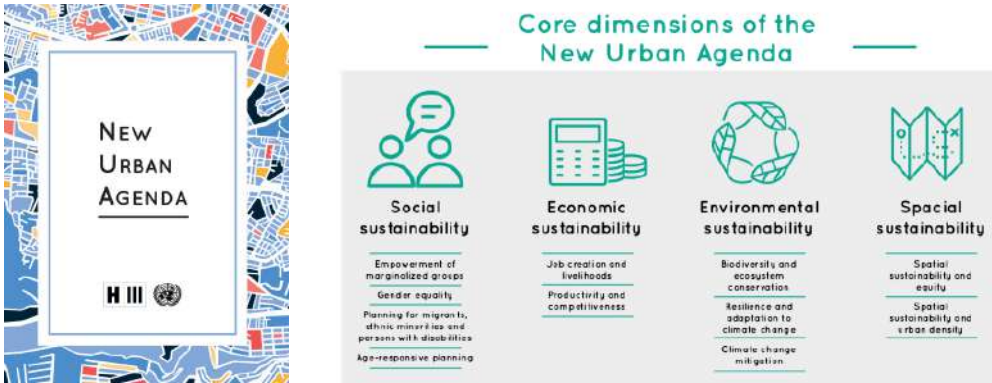 NEW
URBAN
AGENDA
H III
Core dimensions of the
New Urban Agenda
Social
sustainability
Empowerment of
marginalized groups
Gender equality
Planning for migrants,
ethnic minorities and
persons with disabilities
Age-responsive planning
Economic
sustainability
Job creation and
livelihoods
Productivity and
competitiveness
Environmental
sustainability
Biodiversity and
ecosystem
conservation
Resilience and
adaptation to
climate change
Climate change
mitigation
Spacial
sustainability
Spatial
sustainability and
equity
Spatial
sustainability and
urban density